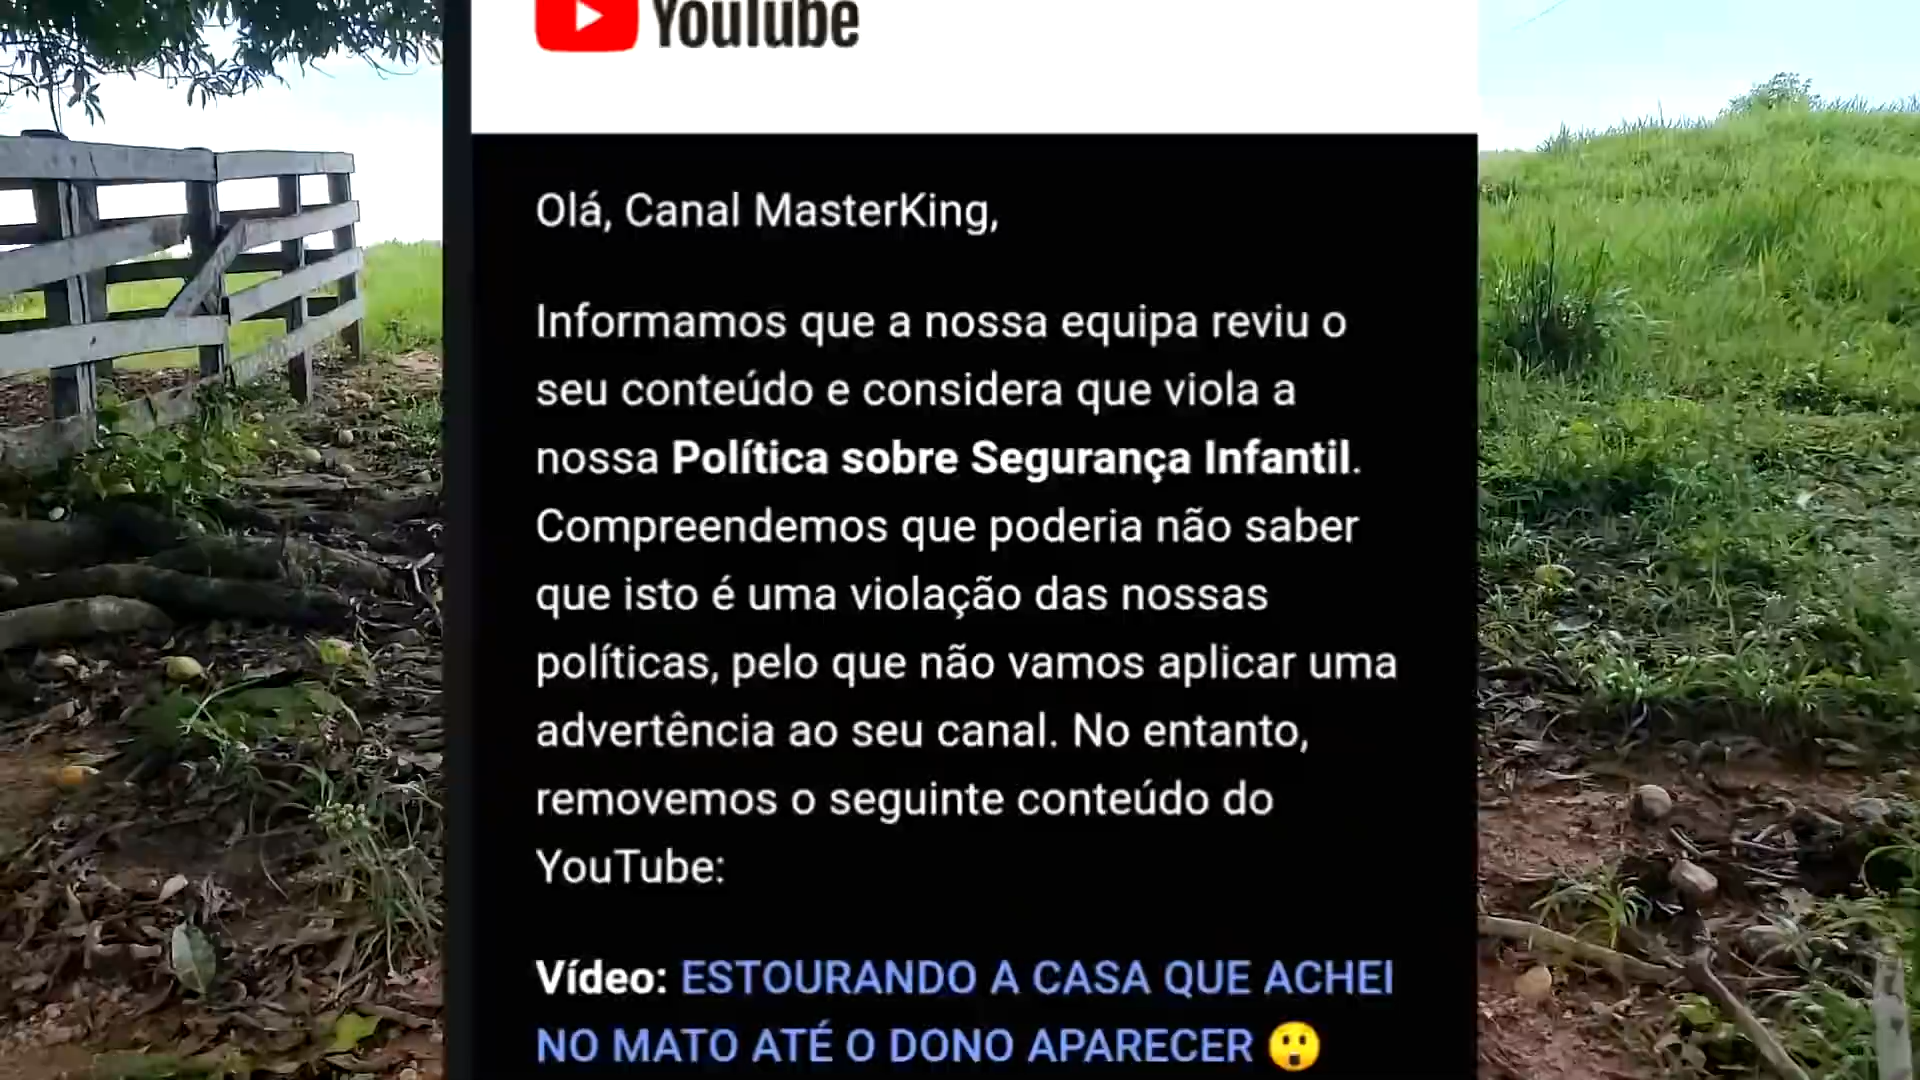 YouTube
Olá, Canal MasterKing,
Informamos que a nossa equipa reviu o
seu conteúdo e considera que viola a
nossa Política sobre Segurança Infantil.
Compreendemos que poderia não saber
que isto é uma violação das nossas
políticas, pelo que não vamos aplicar uma
advertência ao seu canal. No entanto,
removemos o seguinte conteúdo do
YouTube:
Vídeo: ESTOURANDO A CASA QUE ACHEI
NO MATO ATÉ O DONO APARECER 😲